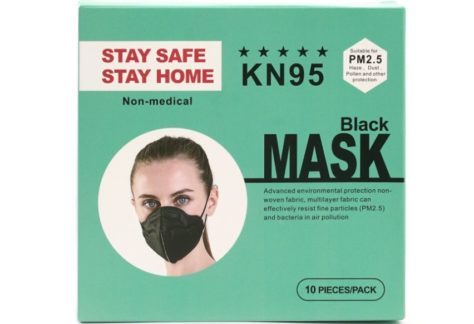 STAY SAFE
STAY HOME
Non-medical
★★★★★
KN95
Suitable for
PM2.5
Haze, Dust,
Pollen and other
protection
Black
MASK
Advanced environmental protection non-
woven fabric, multilayer fabric can
effectively resist fine particles (PM2.5)
and bacteria in air pollution
10 PIECES/PACK